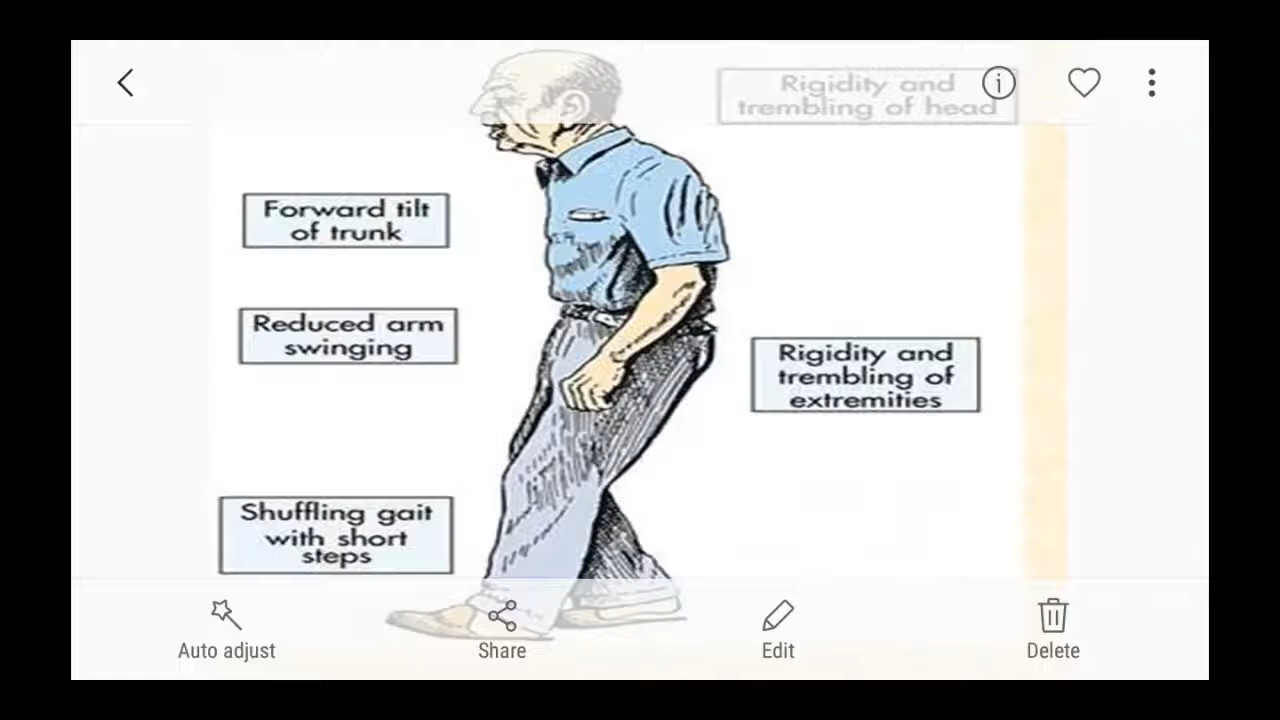 Rigidity and
trembling of head
Forward tilt
of trunk
Reduced arm
swinging
Rigidity and
trembling of
extremities
Shuffling gait
with short
steps
Auto adjust
Share
Edit
Delete